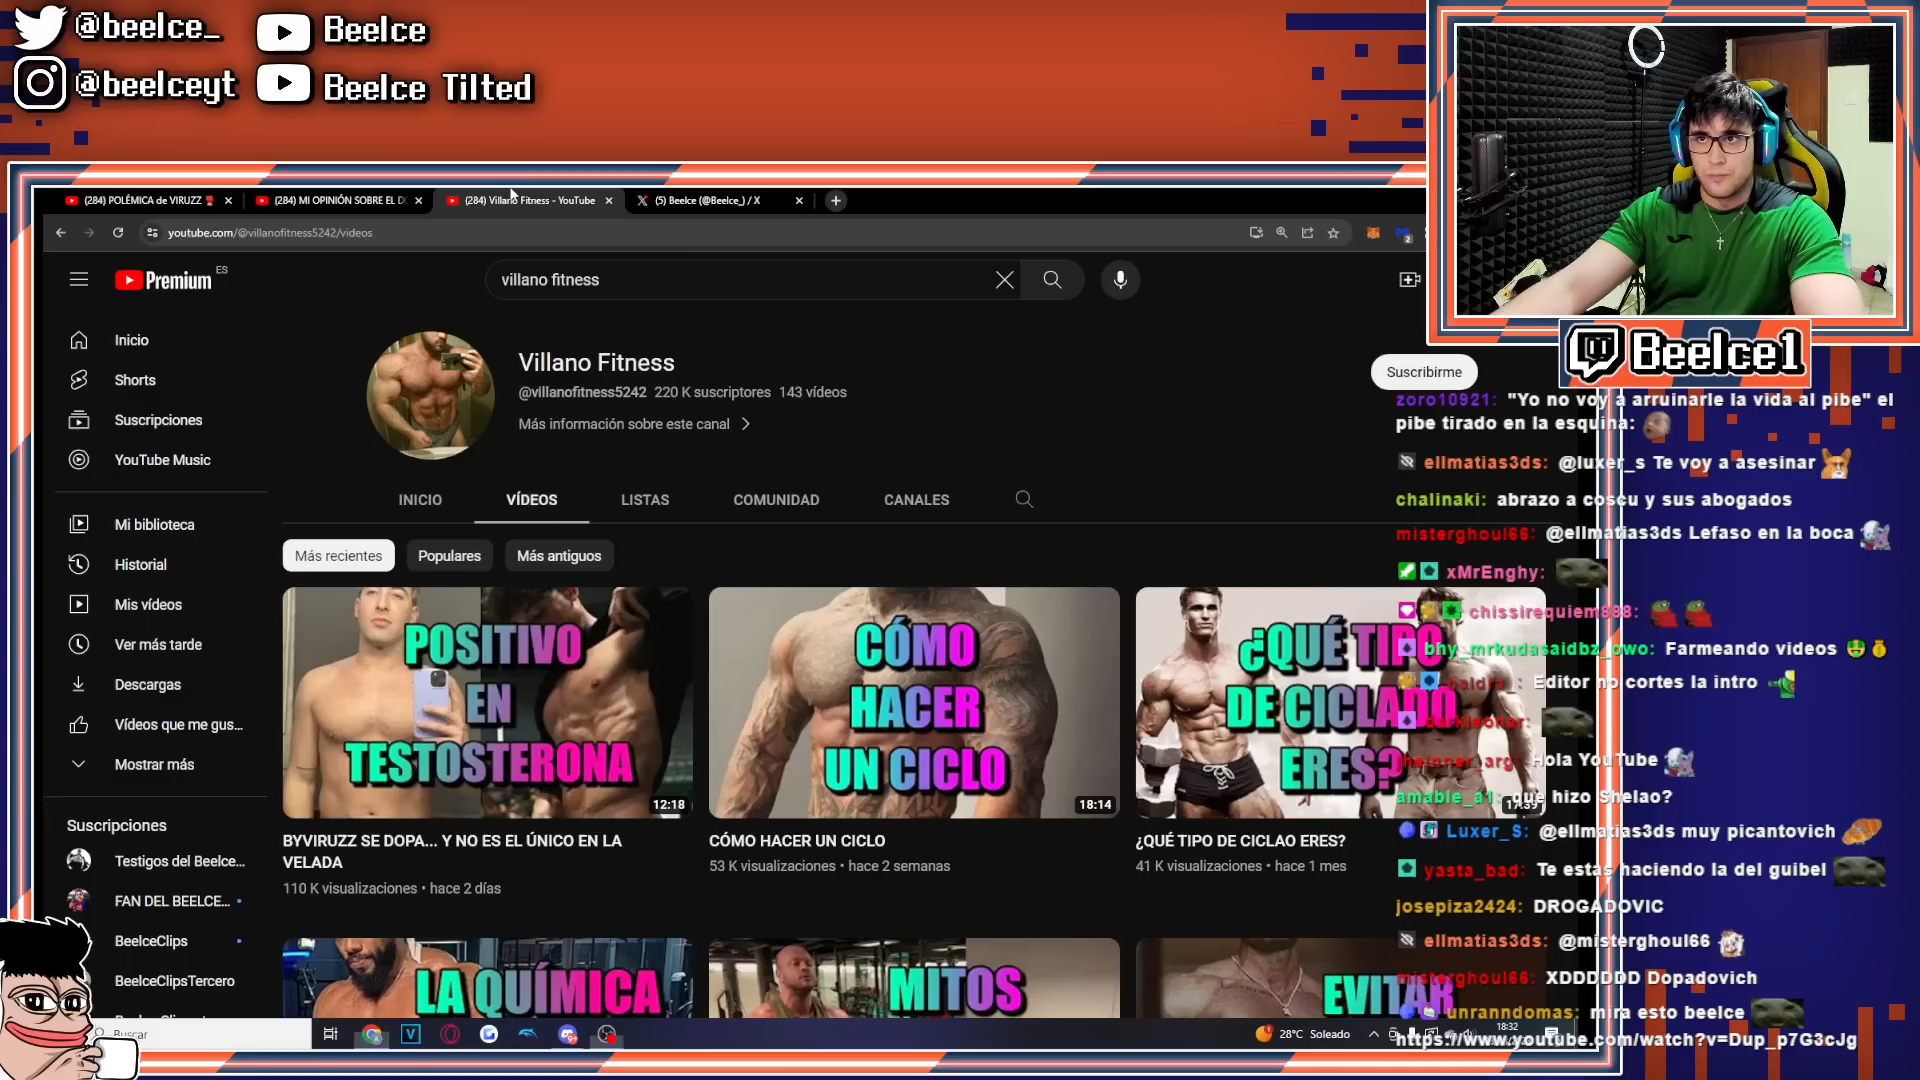 @beelce_
Beelce
@beelceyt
Beelce Tilted
(284) POLÉMICA de VIRUZZ
(284) MI OPINIÓN SOBRE EL D
(284) Villano Fitness - YouTube
(5) Beelce (@Beelce_) / X
youtube.com/@villanofitness5242/videos
2
Premium
ES
villano fitness
Inicio
Shorts
Suscripciones
YouTube Music
Mi biblioteca
Historial
Mis vídeos
Ver más tarde
Descargas
Vídeos que me gus...
Mostrar más
Suscripciones
Testigos del Beelce...
FAN DEL BEELCE...
BeelceClips
BeelceClipsTercero
Buscar
Villano Fitness
@villanofitness5242 220 K suscriptores 143 vídeos
Más información sobre este canal
Suscribirme
INICIO
VÍDEOS
LISTAS
COMUNIDAD
CANALES
Más recientes
Populares
Más antiguos
POSITIVO
EN
TESTOSTERONA
12:18
BYVIRUZZ SE DOPA... Y NO ES EL ÚNICO EN LA
VELADA
110 K visualizaciones • hace 2 días
CÓMO
HACER
UN CICLO
18:14
CÓMO HACER UN CICLO
53 K visualizaciones • hace 2 semanas
¿QUÉ TIPO
DE CICLADO
ERES?
¿QUÉ TIPO DE CICLAO ERES?
41 K visualizaciones • hace 1 mes
LA QUÍMICA
MITOS
EVITAR
28°C Soleado
18:32
Beelce1
zoro10921: "Yo no voy a arruinarle la vida al pibe" el
pibe tirado en la esquina:
ellmatias3ds: @luxer_s Te voy a asesinar
chalinaki: abrazo a coscu y sus abogados
misterghoul66: @ellmatias3ds Lefaso en la boca
xMrEnghy:
chissirequiem888:
bhy_mrkudasaidbz_owo: Farmeando videos
Editor no cortes la intro
Hola YouTube
amable_a1: que hizo Shelao?
Luxer_S: @ellmatias3ds muy picantovich
yasta_bad: Te estas haciendo la del guibel
josepiza2424: DROGADOVIC
ellmatias3ds: @misterghoul66
misterghoul66: XDDDDDD Dopadovich
unranndomas: mira esto beelce
https://www.youtube.com/watch?v=Dup_p7G3cJg